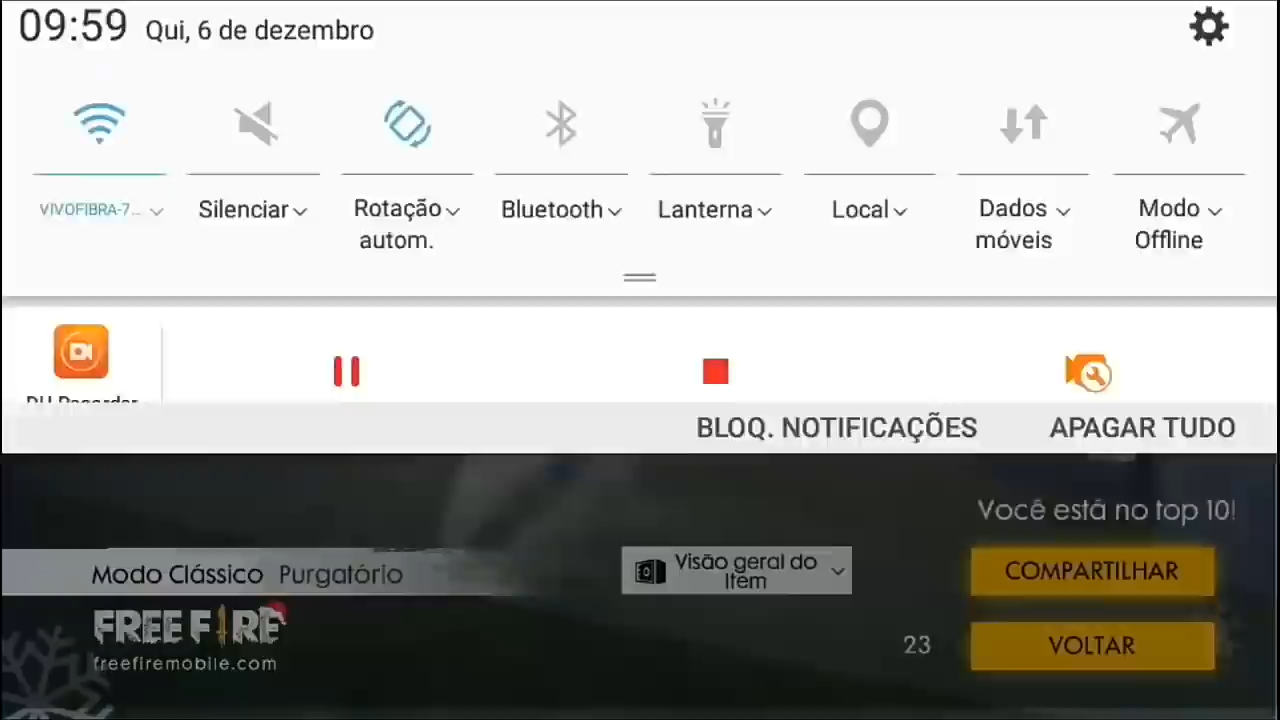 09:59 Qui, 6 de dezembro
VIVOFIBRA-7...
Silenciar
Rotação
autom.
Bluetooth
Lanterna
Local
Dados
móveis
Modo
Offline
BLOQ. NOTIFICAÇÕES APAGAR TUDO
Você está no top 10!
Modo Clássico Purgatório
Visão geral do
Item
COMPARTILHAR
FREE FIRE
freefiremobile.com
23
VOLTAR